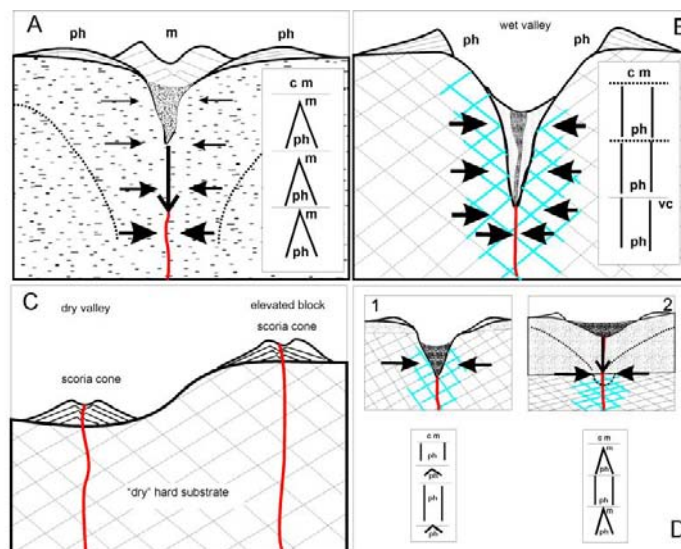 A
ph
m
ph
c m
m
ph
m
ph
m
ph
wet valley
B
ph
ph
c m
ph
ph
vc
ph
C
dry valley
elevated block
scoria cone
scoria cone
"dry" hard substrate
1
2
c m
ph
ph
ph
ph
c m
m
ph
ph
m
ph
D